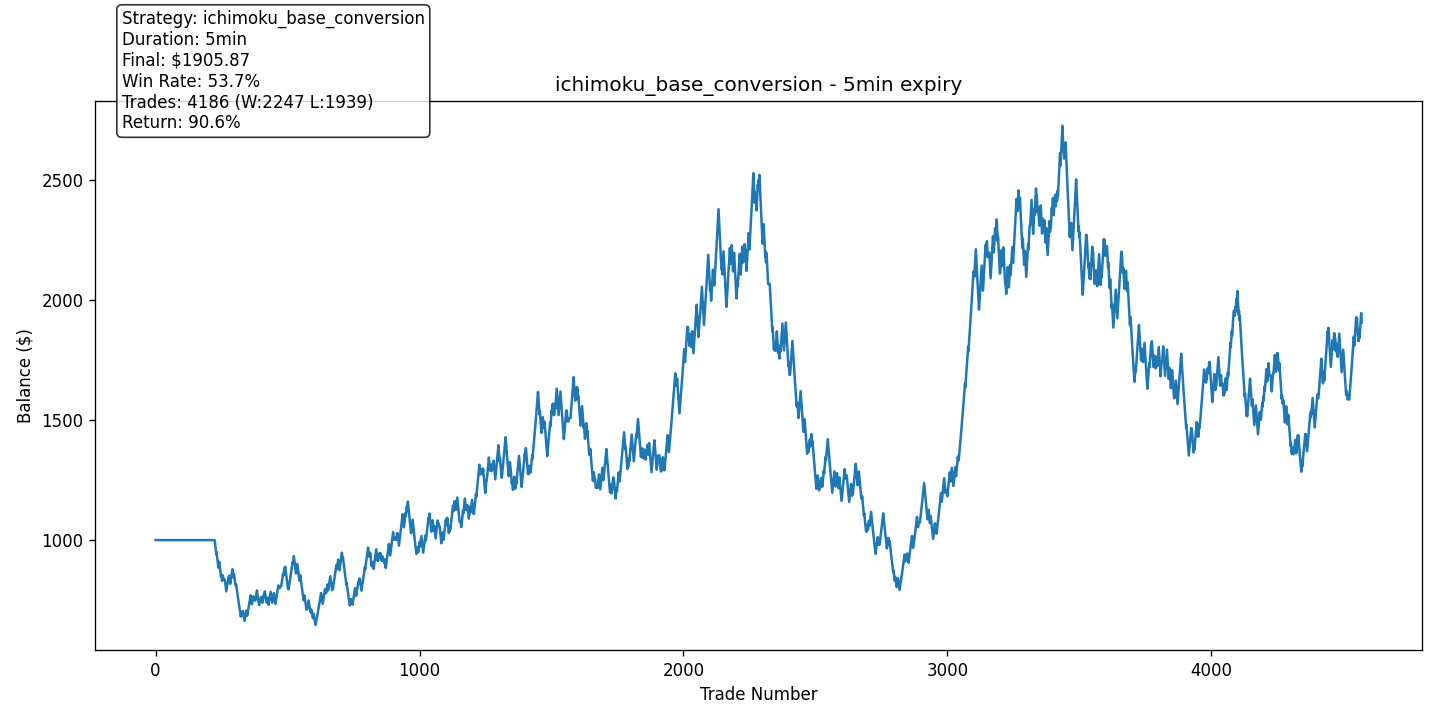 Strategy: ichimoku_base_conversion
Duration: 5min
Final: $1905.87
Win Rate: 53.7%
Trades: 4186 (W:2247 L:1939)
Return: 90.6%
ichimoku_base_conversion - 5min expiry
Balance ($)
2500
2000
1500
1000
0
1000
2000
3000
4000
Trade Number